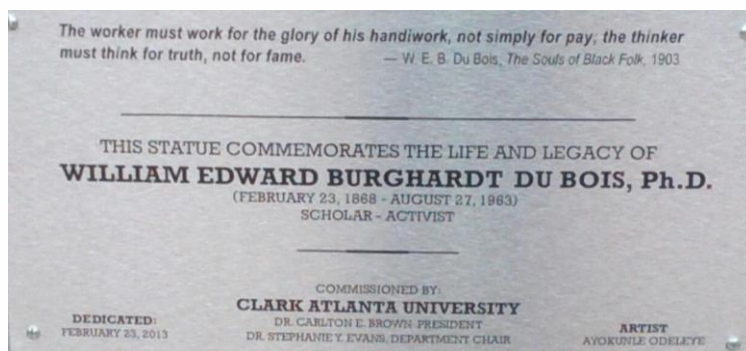 The worker must work for the glory of his handiwork, not simply for pay; the thinker
must think for truth, not for fame. — W. E. B. Du Bois, The Souls of Black Folk, 1903
THIS STATUE COMMEMORATES THE LIFE AND LEGACY OF
WILLIAM EDWARD BURGHARDT DU BOIS, Ph.D.
(FEBRUARY 23, 1868 - AUGUST 27, 1963)
SCHOLAR - ACTIVIST
COMMISSIONED BY:
CLARK ATLANTA UNIVERSITY
DR. CARLTON E. BROWN PRESIDENT
DR. STEPHANIE Y. EVANS, DEPARTMENT CHAIR
DEDICATED:
FEBRUARY 23, 2013
ARTIST
AYOKUNLE ODELEYE